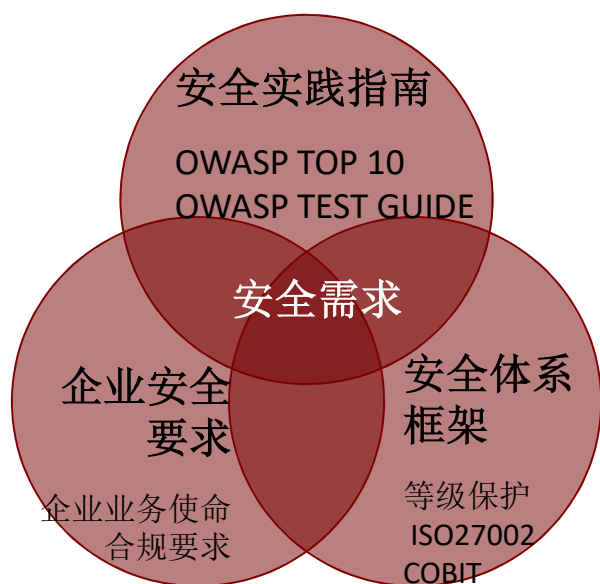 安全实践指南
OWASP TOP 10
OWASP TEST GUIDE
安全需求
企业安全
要求
企业业务使命
合规要求
安全体系
框架
等级保护
ISO27002
COBIT